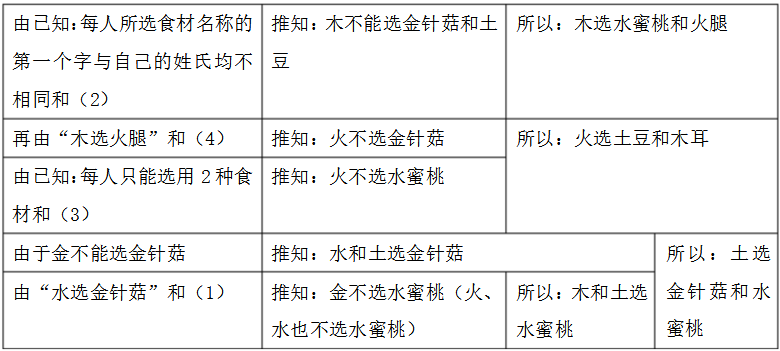 由已知：每人所选食材名称的
第一个字与自己的姓氏均不
相同和（2）
推知：木不能选金针菇和土
豆
所以：木选水蜜桃和火腿
再由“木选火腿”和（4）
推知：火不选金针菇
所以：火选土豆和木耳
由已知：每人只能选用 2 种食
材和（3）
推知：火不选水蜜桃
由于金不能选金针菇
推知：水和土选金针菇
所以：土选
金针菇和水
蜜桃
由“水选金针菇”和（1）
推知：金不选水蜜桃（火、
水也不选水蜜桃）
所以：木和土选
水蜜桃